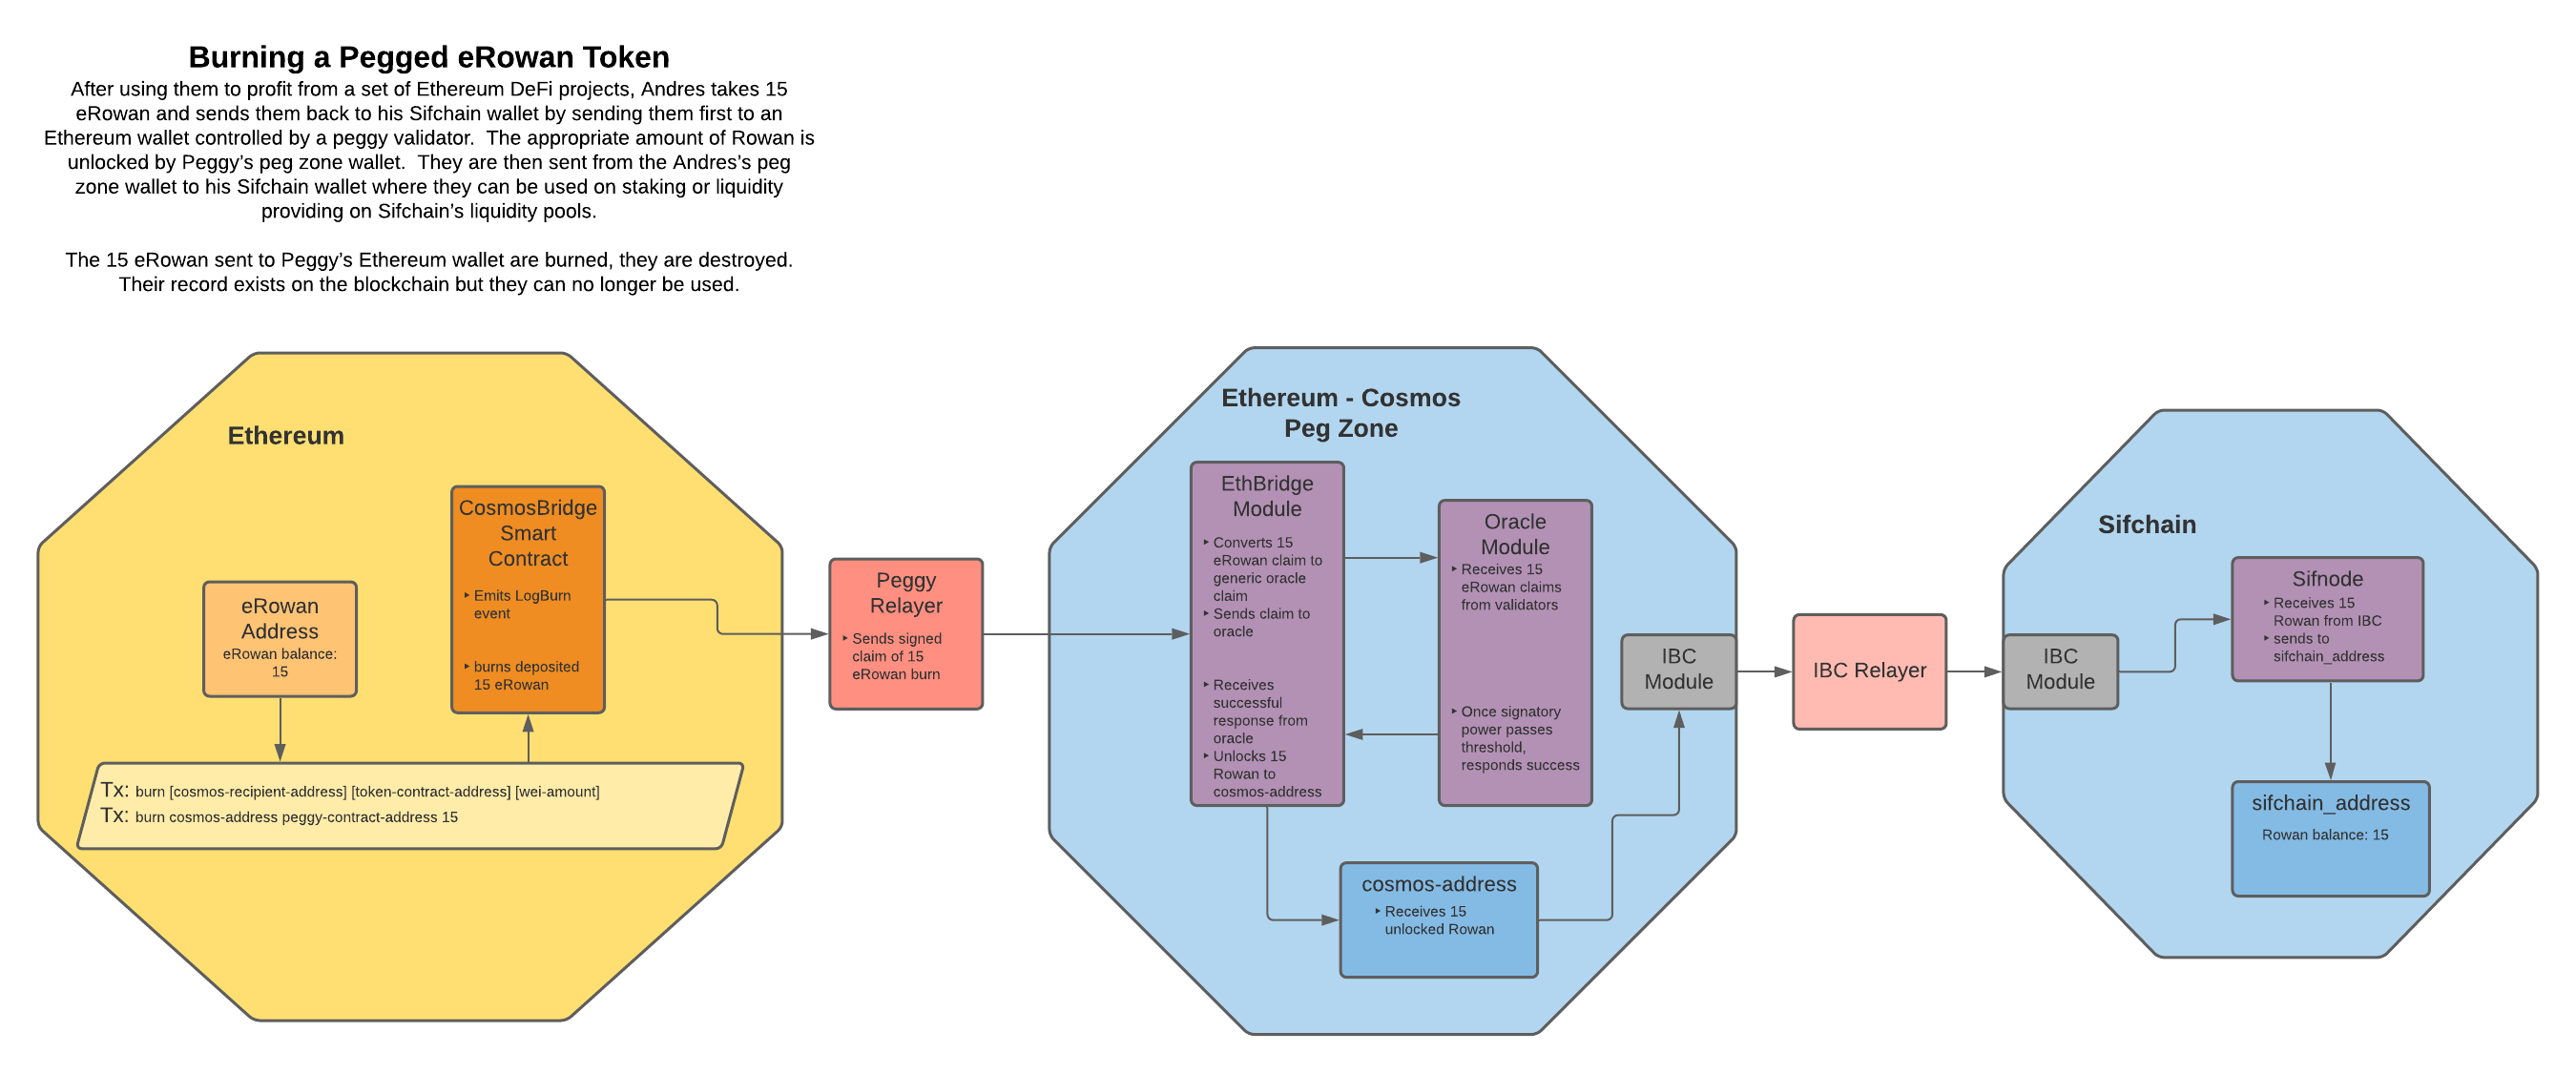 Burning a Pegged eRowan Token
After using them to profit from a set of Ethereum DeFi projects, Andres takes 15
eRowan and sends them back to his Sifchain wallet by sending them first to an
Ethereum wallet controlled by a peggy validator.  The appropriate amount of Rowan is
unlocked by Peggy's peg zone wallet.  They are then sent from the Andres's peg
zone wallet to his Sifchain wallet where they can be used on staking or liquidity
providing on Sifchain's liquidity pools.
The 15 eRowan sent to Peggy's Ethereum wallet are burned, they are destroyed.
Their record exists on the blockchain but they can no longer be used.
Ethereum
eRowan
Address
eRowan balance:
15
CosmosBridge
Smart
Contract
‣ Emits LogBurn
event
‣ burns deposited
15 eRowan
Tx: burn [cosmos-recipient-address] [token-contract-address] [wei-amount]
Tx: burn cosmos-address peggy-contract-address 15
Peggy
Relayer
‣ Sends signed
claim of 15
eRowan burn
Ethereum - Cosmos
Peg Zone
EthBridge
Module
‣ Converts 15
eRowan claim to
generic oracle
claim
‣ Sends claim to
oracle
‣ Receives
successful
response from
oracle
‣ Unlocks 15
Rowan to
cosmos-address
Oracle
Module
‣ Receives 15
eRowan claims
from validators
‣ Once signatory
power passes
threshold,
responds success
cosmos-address
‣ Receives 15
unlocked Rowan
IBC
Module
IBC Relayer
Sifchain
IBC
Module
Sifnode
‣ Receives 15
Rowan from IBC
‣ sends to
sifchain_address
sifchain_address
Rowan balance: 15